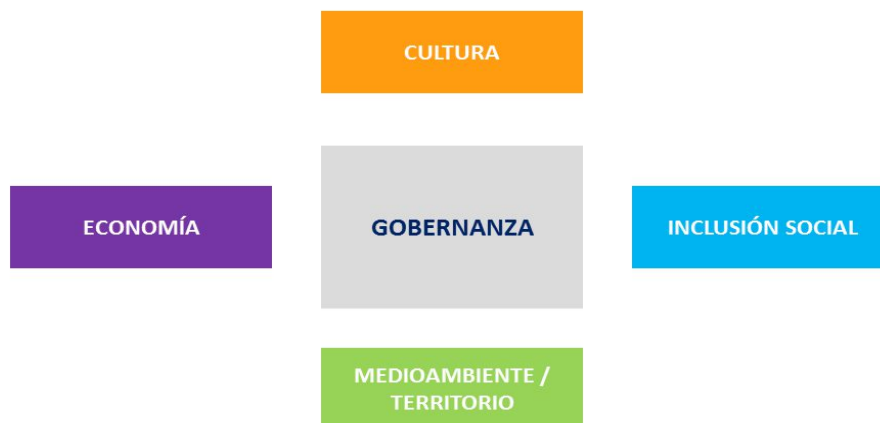 CULTURA
ECONOMÍA
GOBERNANZA
INCLUSIÓN SOCIAL
MEDIOAMBIENTE /
TERRITORIO